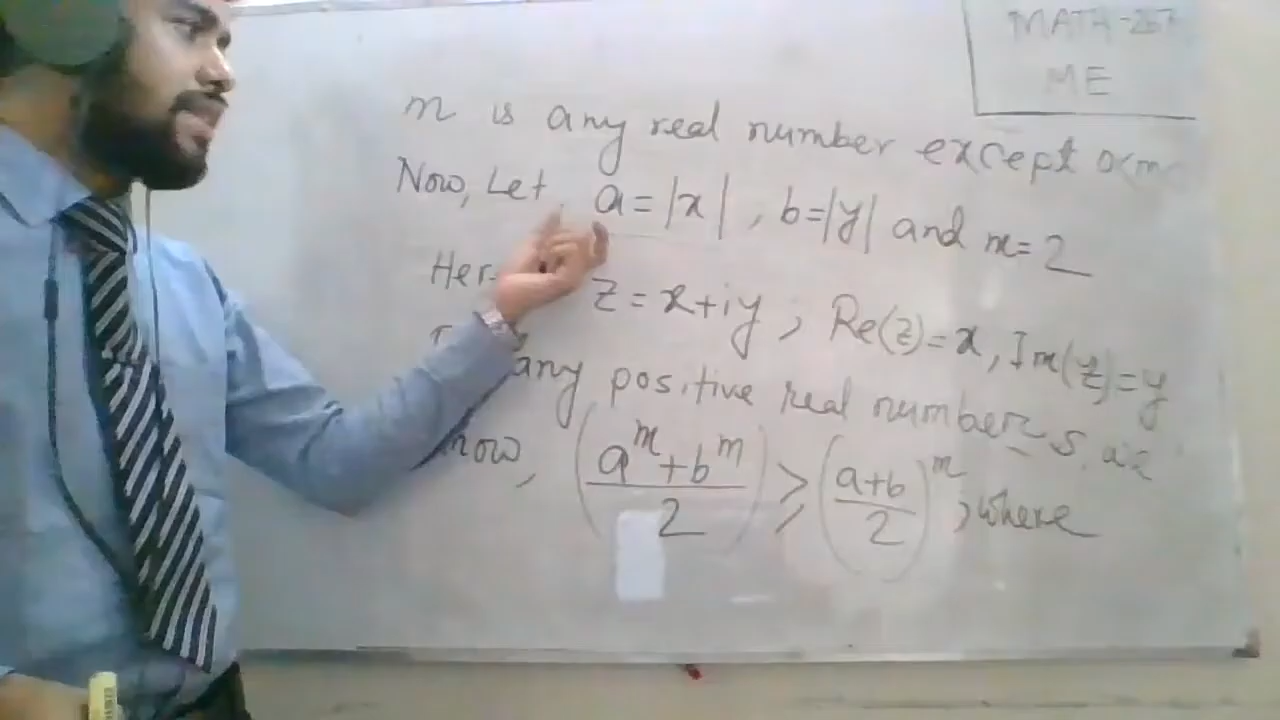 MATH-267
ME
m is any real number except 0<m
Now, Let, a=|x|, b=|y| and m=2
Her z=x+iy, Re(z)=x, Im(z)=y
any positive real numbers
now, (a^m+b^m/2) ≥ (a+b/2)^m, where